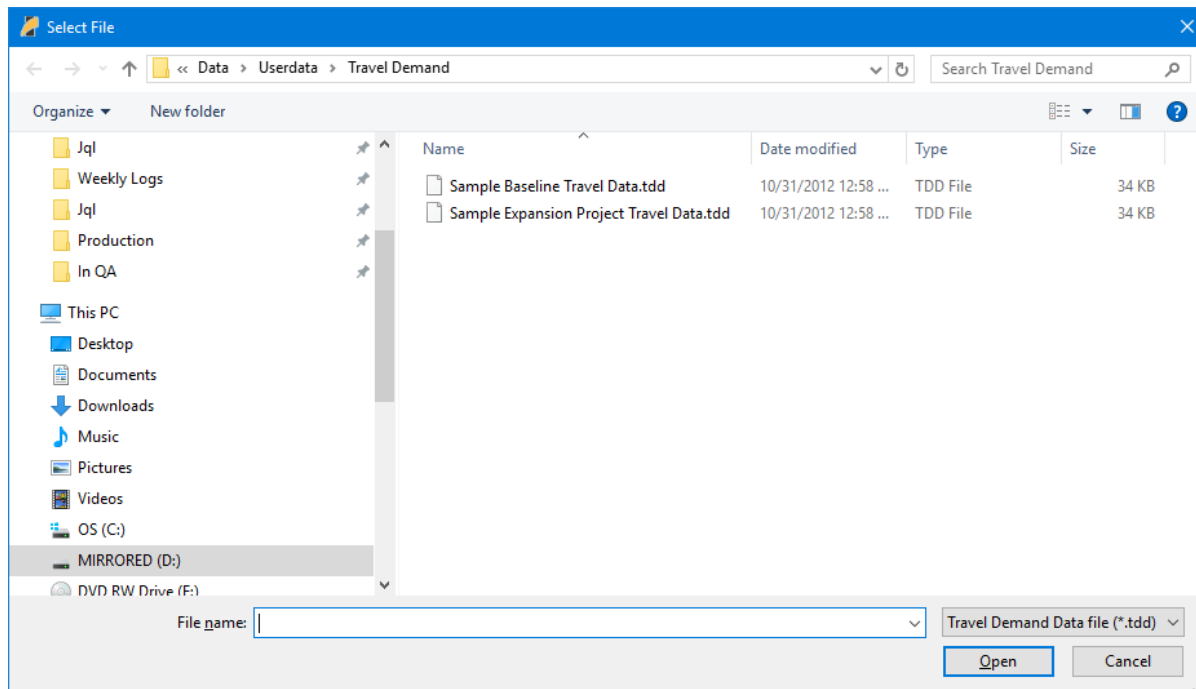 Select File
« Data › Userdata › Travel Demand
Search Travel Demand
Organize
New folder
Jql
Weekly Logs
Jql
Production
In QA
This PC
Desktop
Documents
Downloads
Music
Pictures
Videos
OS (C:)
MIRRORED (D:)
DVD RW Drive (E:)
Name Date modified Type Size
Sample Baseline Travel Data.tdd 10/31/2012 12:58 ... TDD File 34 KB
Sample Expansion Project Travel Data.tdd 10/31/2012 12:58 ... TDD File 34 KB
File name:
Travel Demand Data file (*.tdd)
Open
Cancel